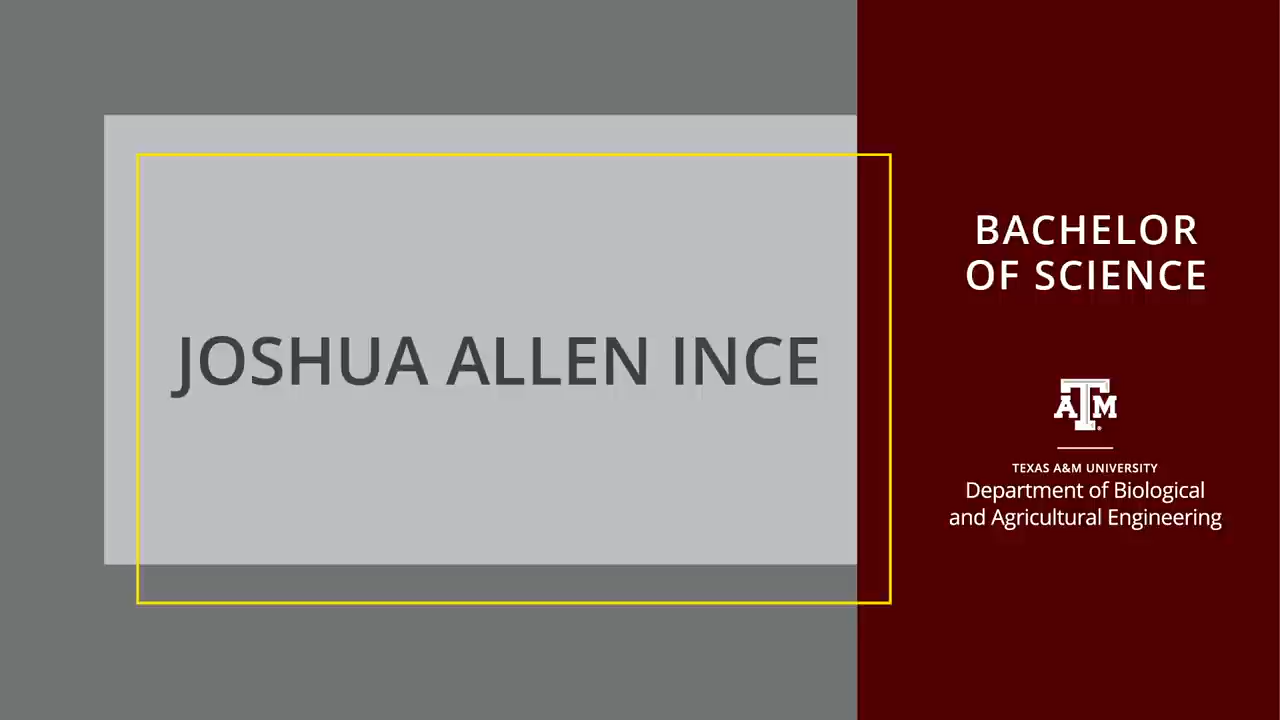 JOSHUA ALLEN INCE
BACHELOR
OF SCIENCE
ATM
TEXAS A&M UNIVERSITY
Department of Biological
and Agricultural Engineering